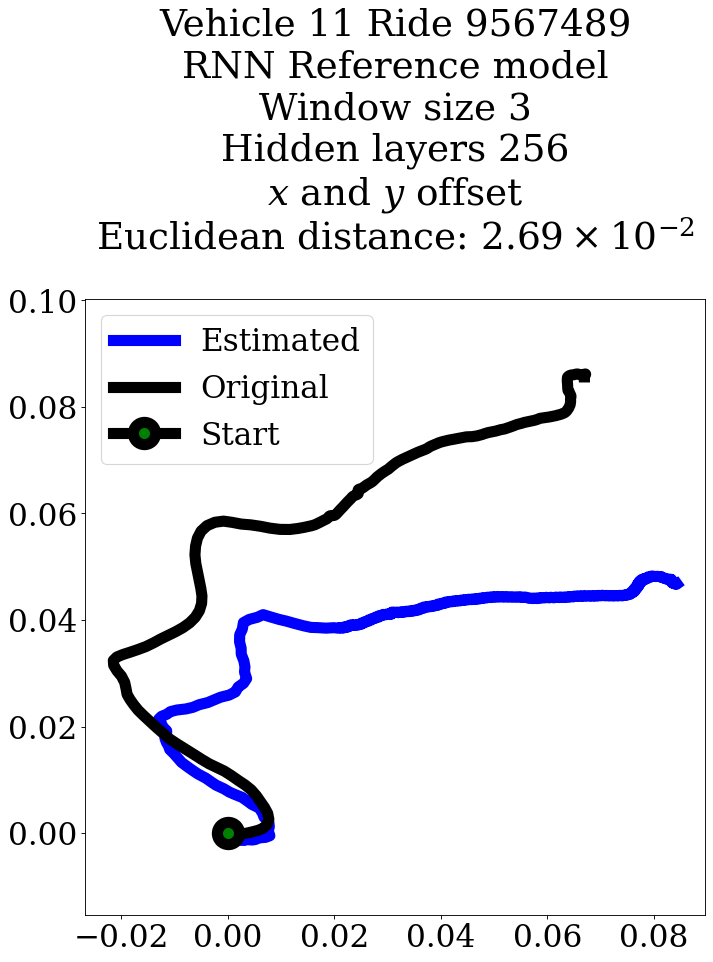 Vehicle 11 Ride 9567489
RNN Reference model
Window size 3
Hidden layers 256
x and y offset
Euclidean distance: 2.69 × 10⁻²
0.10
0.08
0.06
0.04
0.02
0.00
Estimated
Original
Start
−0.02 0.00 0.02 0.04 0.06 0.08